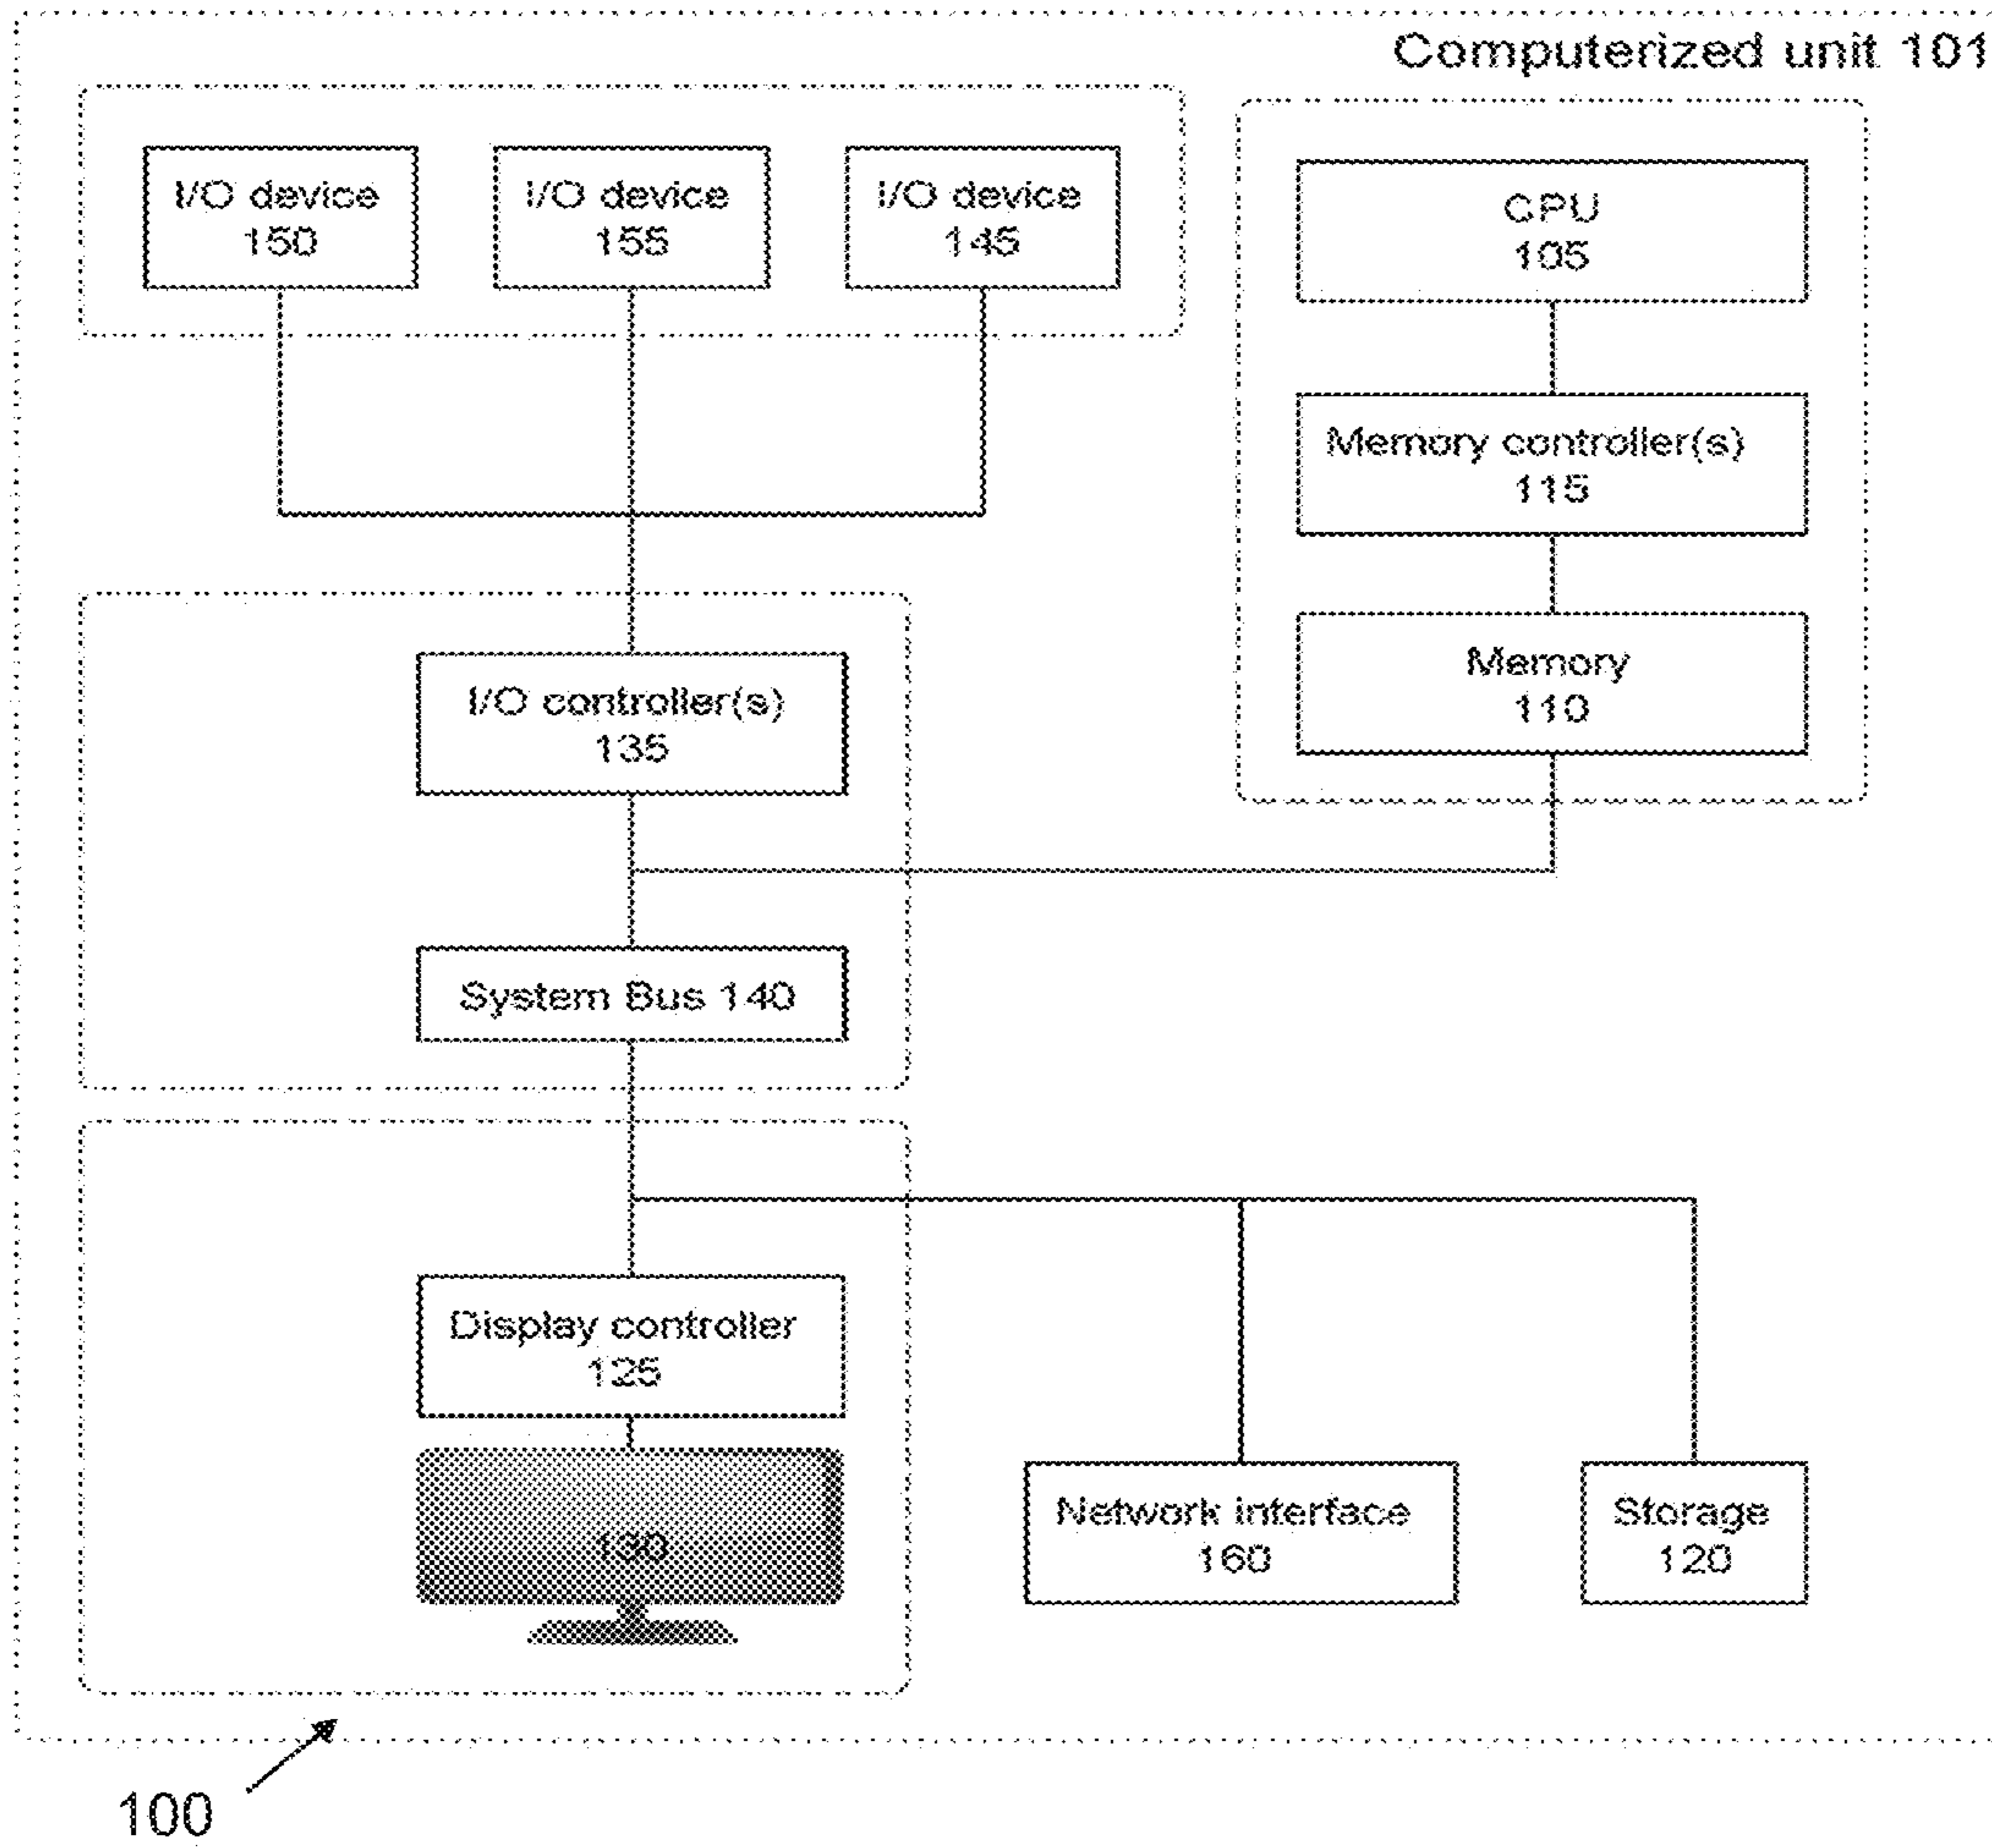 Computerized unit 101
I/O device
150
I/O device
155
I/O device
145
CPU
105
Memory controller(s)
115
Memory
110
I/O controller(s)
135
System Bus 140
Display controller
125
130
Network interface
160
Storage
120
100